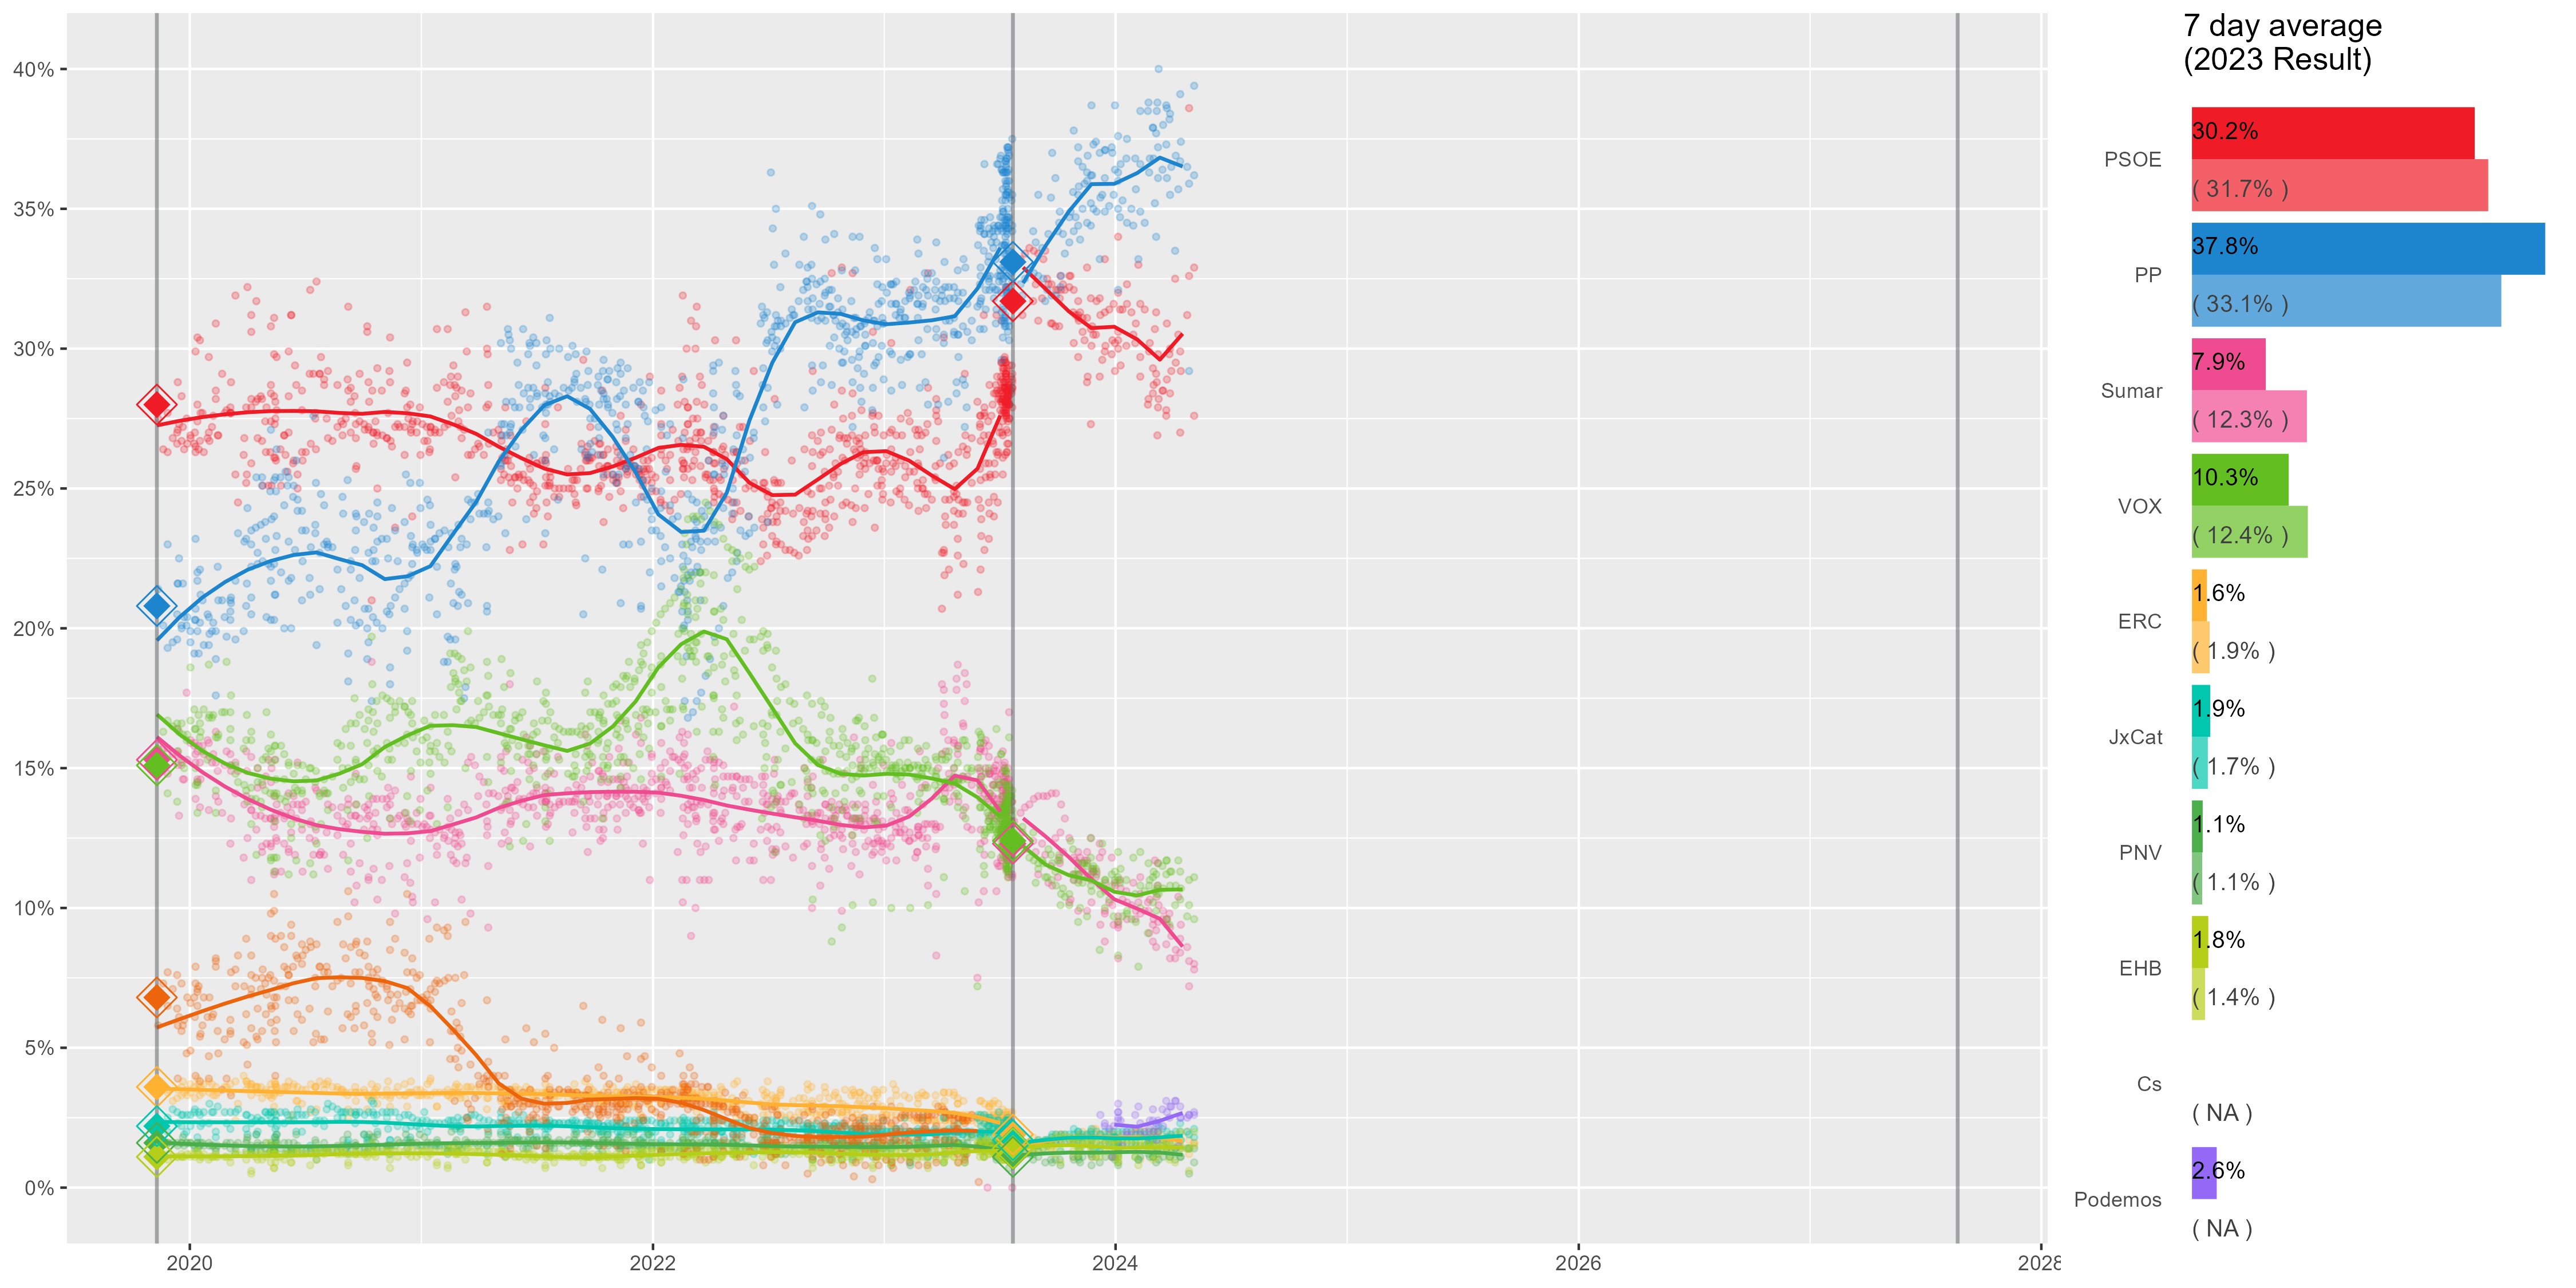 7 day average
(2023 Result)
40%
35%
30%
25%
20%
15%
10%
5%
0%
2020
2022
2024
2026
2028
PSOE
30.2%
( 31.7% )
PP
37.8%
( 33.1% )
Sumar
7.9%
( 12.3% )
VOX
10.3%
( 12.4% )
ERC
1.6%
( 1.9% )
JxCat
1.9%
( 1.7% )
PNV
1.1%
( 1.1% )
EHB
1.8%
( 1.4% )
Cs
( NA )
Podemos
2.6%
( NA )